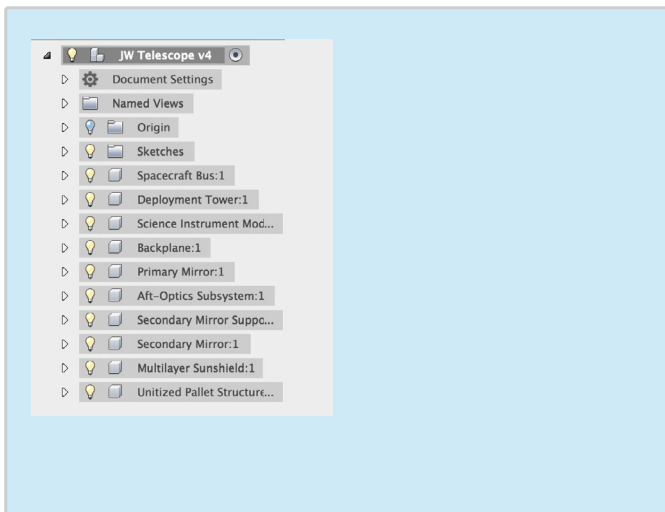 JW Telescope v4
Document Settings
Named Views
Origin
Sketches
Spacecraft Bus:1
Deployment Tower:1
Science Instrument Mod...
Backplane:1
Primary Mirror:1
Aft-Optics Subsystem:1
Secondary Mirror Suppo...
Secondary Mirror:1
Multilayer Sunshield:1
Unitized Pallet Structure...